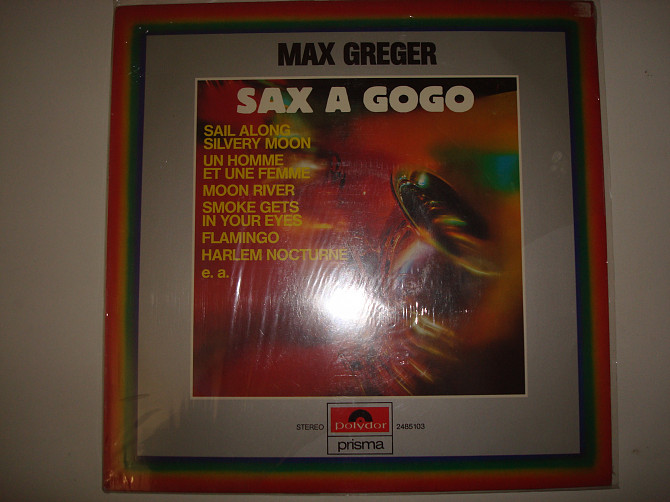 MAX GREGER
SAX A GOGO
SAIL ALONG
SILVERY MOON
UN HOMME
ET UNE FEMME
MOON RIVER
SMOKE GETS
IN YOUR EYES
FLAMINGO
HARLEM NOCTURNE
e. a.
STEREO polydor 2485103
prisma